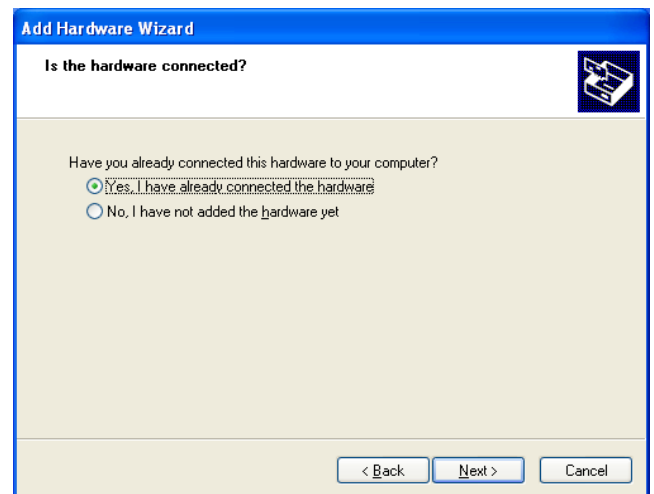 Add Hardware Wizard
Is the hardware connected?
Have you already connected this hardware to your computer?
Yes, I have already connected the hardware
No, I have not added the hardware yet
< Back Next > Cancel